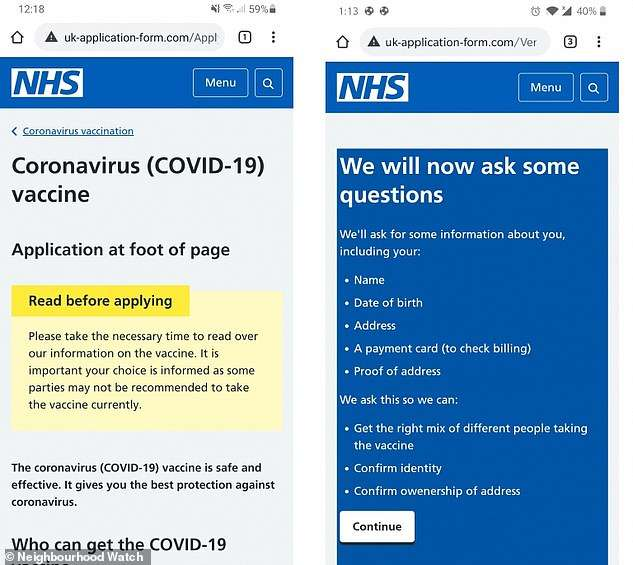 12:18
59%
uk-application-form.com/Appl
1
NHS
Menu
Coronavirus vaccination
Coronavirus (COVID-19)
vaccine
Application at foot of page
Read before applying
Please take the necessary time to read over
our information on the vaccine. It is
important your choice is informed as some
parties may not be recommended to take
the vaccine currently.
The coronavirus (COVID-19) vaccine is safe and
effective. It gives you the best protection against
coronavirus.
Who can get the COVID-19
© Neighbourhood Watch
1:13
40%
uk-application-form.com/Ver
3
NHS
Menu
We will now ask some
questions
We'll ask for some information about you,
including your:
• Name
• Date of birth
• Address
• A payment card (to check billing)
• Proof of address
We ask this so we can:
• Get the right mix of different people taking
the vaccine
• Confirm identity
• Confirm owenership of address
Continue